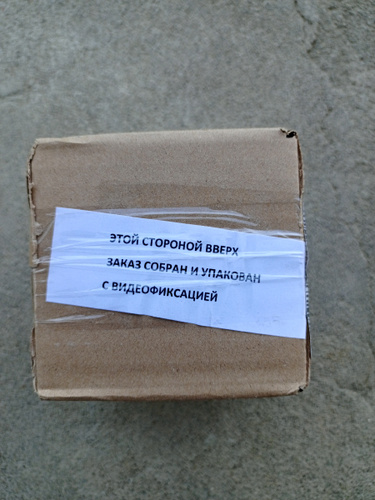 ЭТОЙ СТОРОНОЙ ВВЕРХ
ЗАКАЗ СОБРАН И УПАКОВАН
С ВИДЕОФИКСАЦИЕЙ